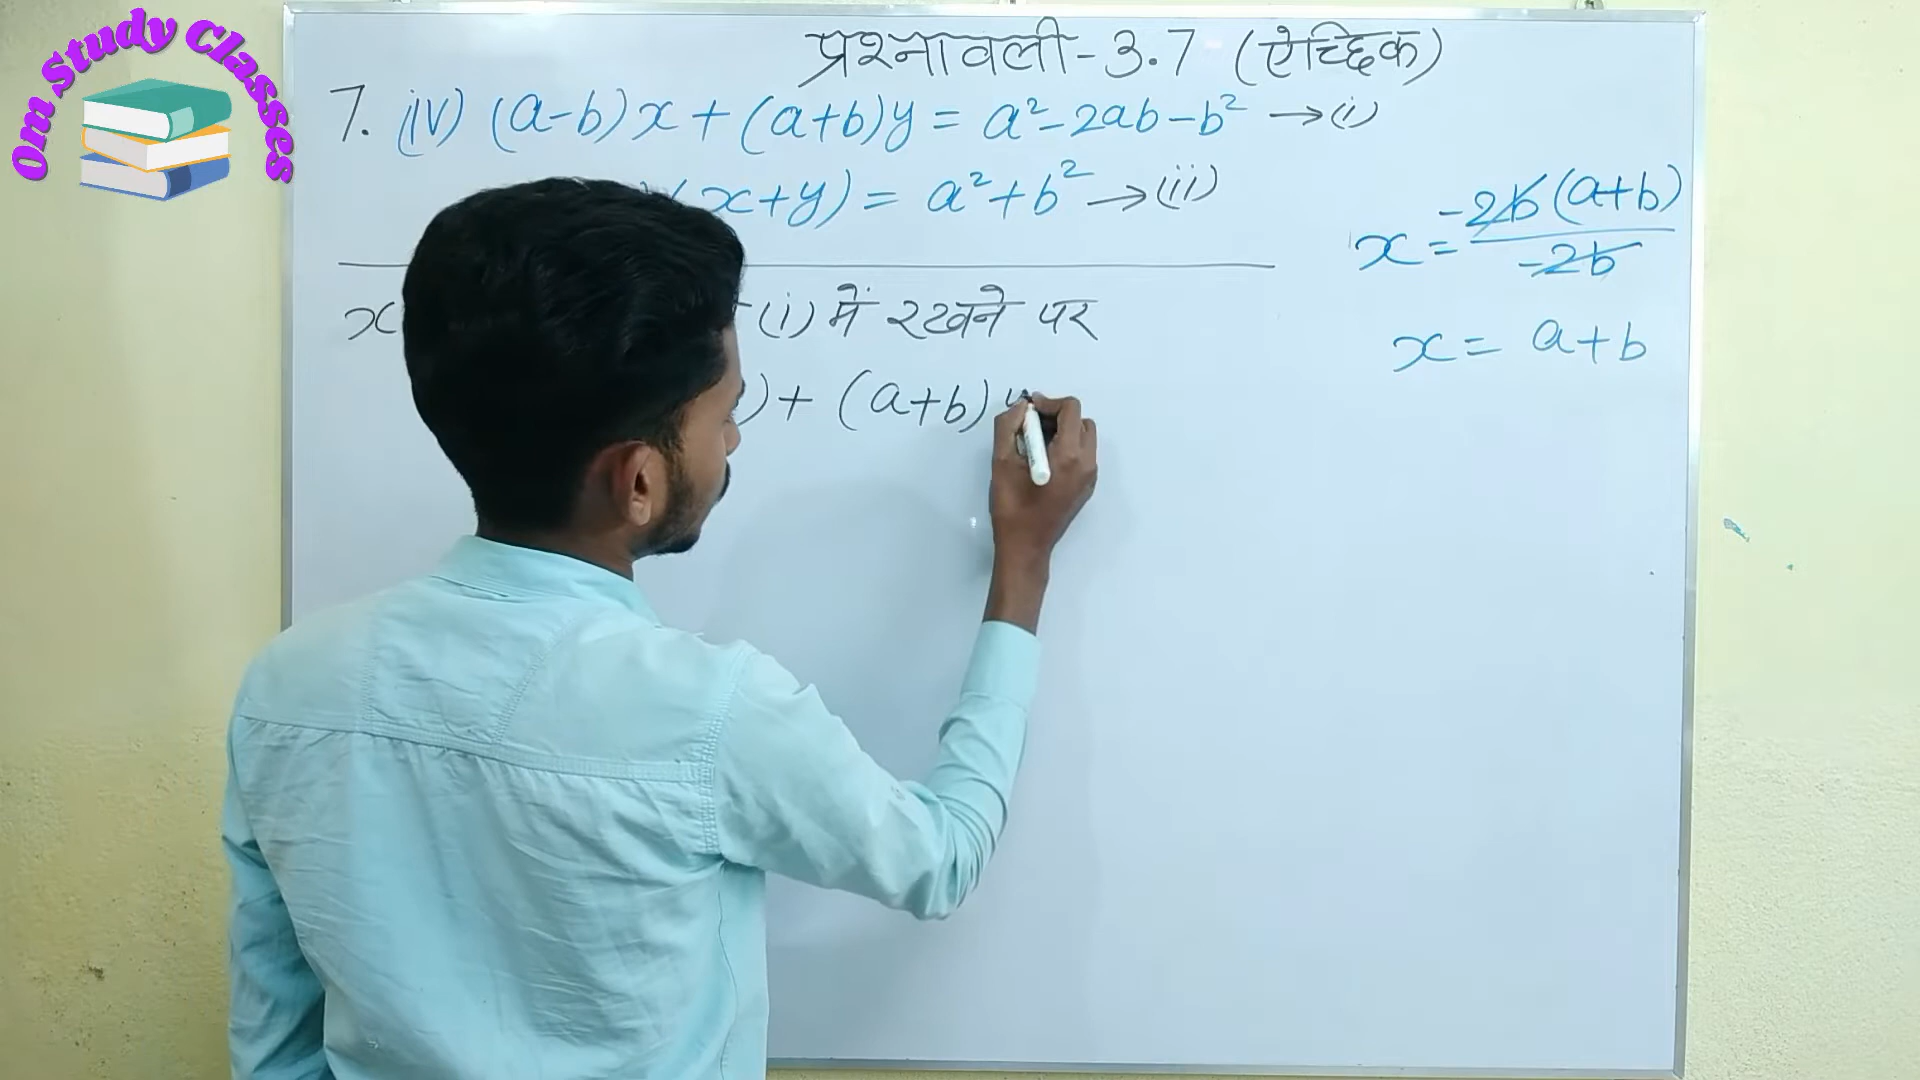 Om Study Classes
प्रश्नावली-3.7 (ऐच्छिक)
7. (iv) (a-b)x + (a+b)y = a²-2ab-b² →(i)
(x+y) = a²+b² →(ii)
x = -2b(a+b) / -2b
x = a+b
x (i) में रखने पर
) + (a+b)